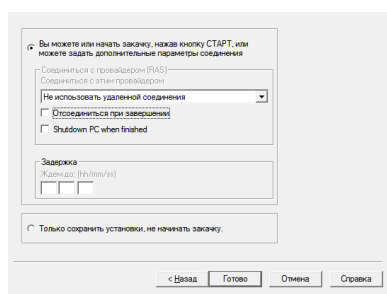 Вы можете или начать закачку, нажав кнопку СТАРТ, или
можете задать дополнительные параметры соединения
Соединиться с провайдером (RAS)
Соединиться с этим провайдером
Не использовать удаленной соединения
Отсоединиться при завершении
Shutdown PC when finished
Задержка
Ждем до: (hh/mm/ss)
Только сохранить установки, не начинать закачку.
< Назад Готово Отмена Справка